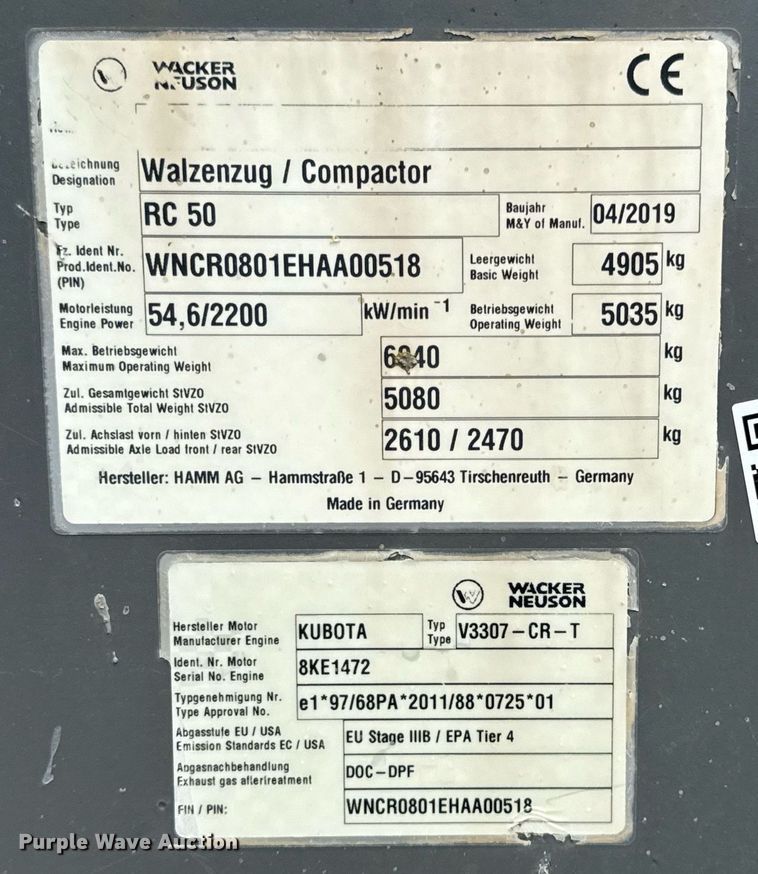 WACKER
NEUSON
CE
Bezeichnung
Designation
Walzenzug / Compactor
Typ
Type
RC 50
Baujahr
M&Y of Manuf.
04/2019
Fz. Ident Nr.
Prod.Ident.No.
(PIN)
WNCR0801EHAA00518
Leergewicht
Basic Weight
4905 kg
Motorleistung
Engine Power
54,6/2200 kW/min -1
Betriebsgewicht
Operating Weight
5035 kg
Max. Betriebsgewicht
Maximum Operating Weight
kg
Zul. Gesamtgewicht StVZO
Admissible Total Weight StVZO
5080 kg
Zul. Achslast vorn / hinten StVZO
Admissible Axle Load front / rear StVZO
2610 / 2470 kg
Hersteller: HAMM AG – Hammstraße 1 – D–95643 Tirschenreuth – Germany
Made in Germany
WACKER
NEUSON
Hersteller Motor
Manufacturer Engine
KUBOTA
Typ
Type
V3307–CR–T
Ident. Nr. Motor
Serial No. Engine
8KE1472
Typgenehmigung Nr.
Type Approval No.
e1*97/68PA*2011/88*0725*01
Abgasstufe EU / USA
Emission Standards EC / USA
EU Stage IIIB / EPA Tier 4
Abgasnachbehandlung
Exhaust gas aftertreatment
DOC–DPF
FIN / PIN:
WNCR0801EHAA00518
Purple Wave Auction